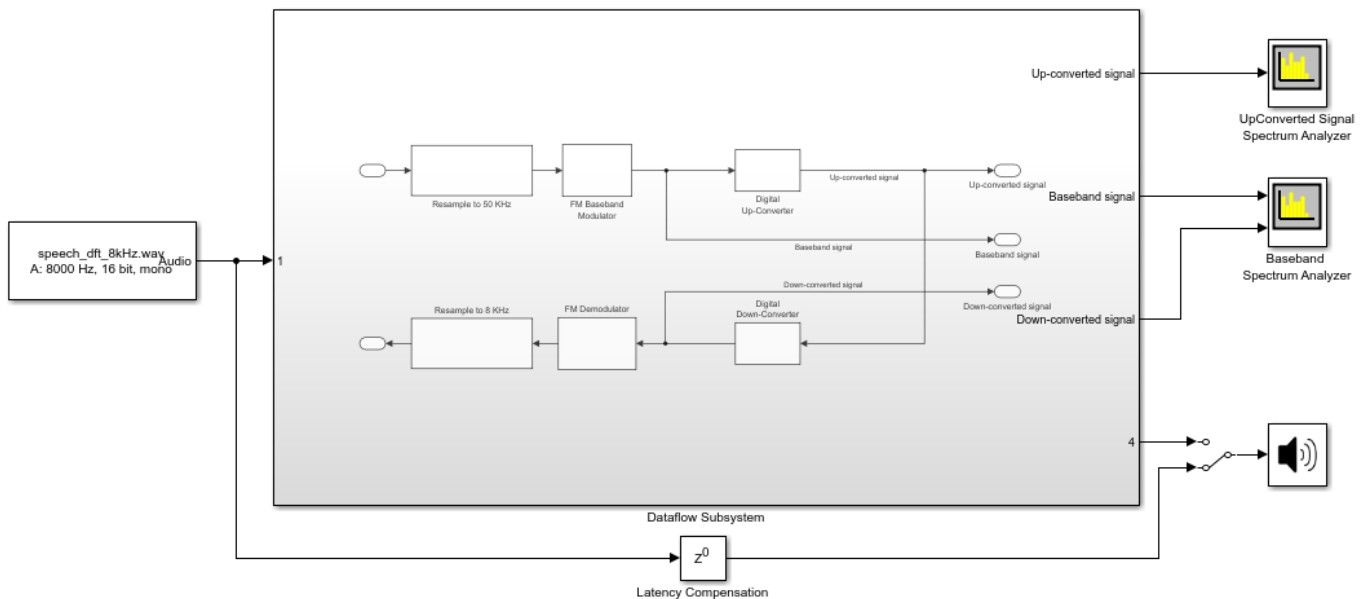 Up-converted signal
UpConverted Signal
Spectrum Analyzer
Resample to 50 KHz
FM Baseband
Modulator
Digital
Up-Converter
Up-converted signal
Up-converted signal
Baseband signal
Baseband signal
Baseband signal
Baseband
Spectrum Analyzer
speech_dft_8kHz.wav
A: 8000 Hz, 16 bit, mono
Audio
1
Down-converted signal
Down-converted signal
Resample to 8 KHz
FM Demodulator
Digital
Down-Converter
Down-converted signal
4
Dataflow Subsystem
Z0
Latency Compensation